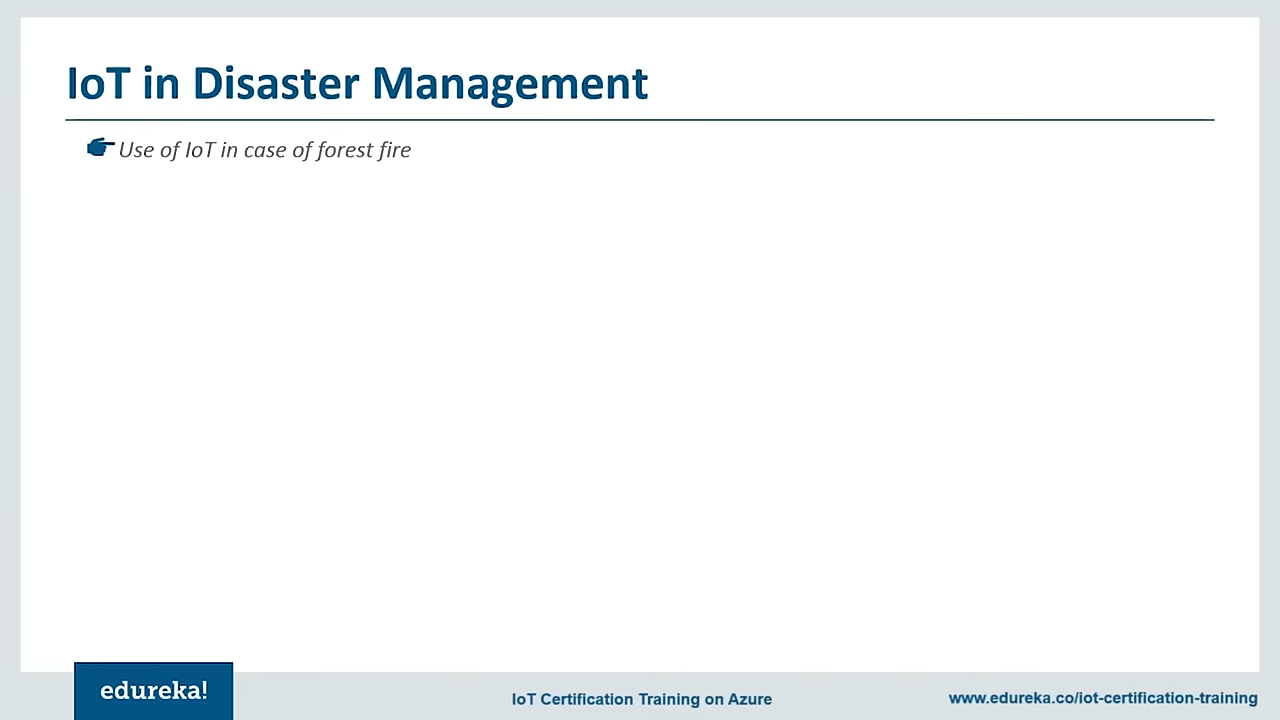 IoT in Disaster Management
Use of IoT in case of forest fire
edureka!
IoT Certification Training on Azure
www.edureka.co/iot-certification-training